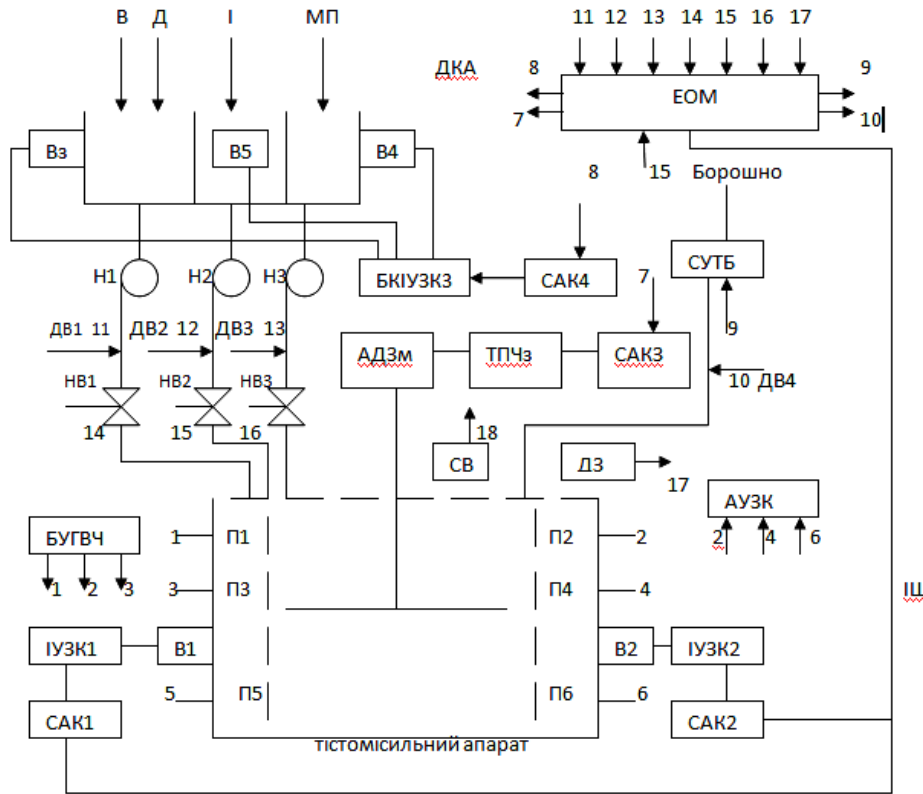 В Д І МП 11 12 13 14 15 16 17
ДКА 8 ЕОМ 9
7 10
Вз В5 В4 8 15 Борошно
Н1 Н2 Н3 БКІУЗКЗ САК4 7 СУТБ
9
ДВ1 11 ДВ2 12 ДВ3 13 АДЗм ТПЧз САКЗ
10 ДВ4
НВ1 НВ2 НВ3
14 15 16 18
СВ ДЗ 17
АУЗК
БУГВЧ 1 П1 П2 2 2 4 6
1 2 3 3 П3 П4 4 ІШ
ІУЗК1 В1 В2 ІУЗК2
5 П5 П6 6
САК1 САК2
тістомісильний апарат